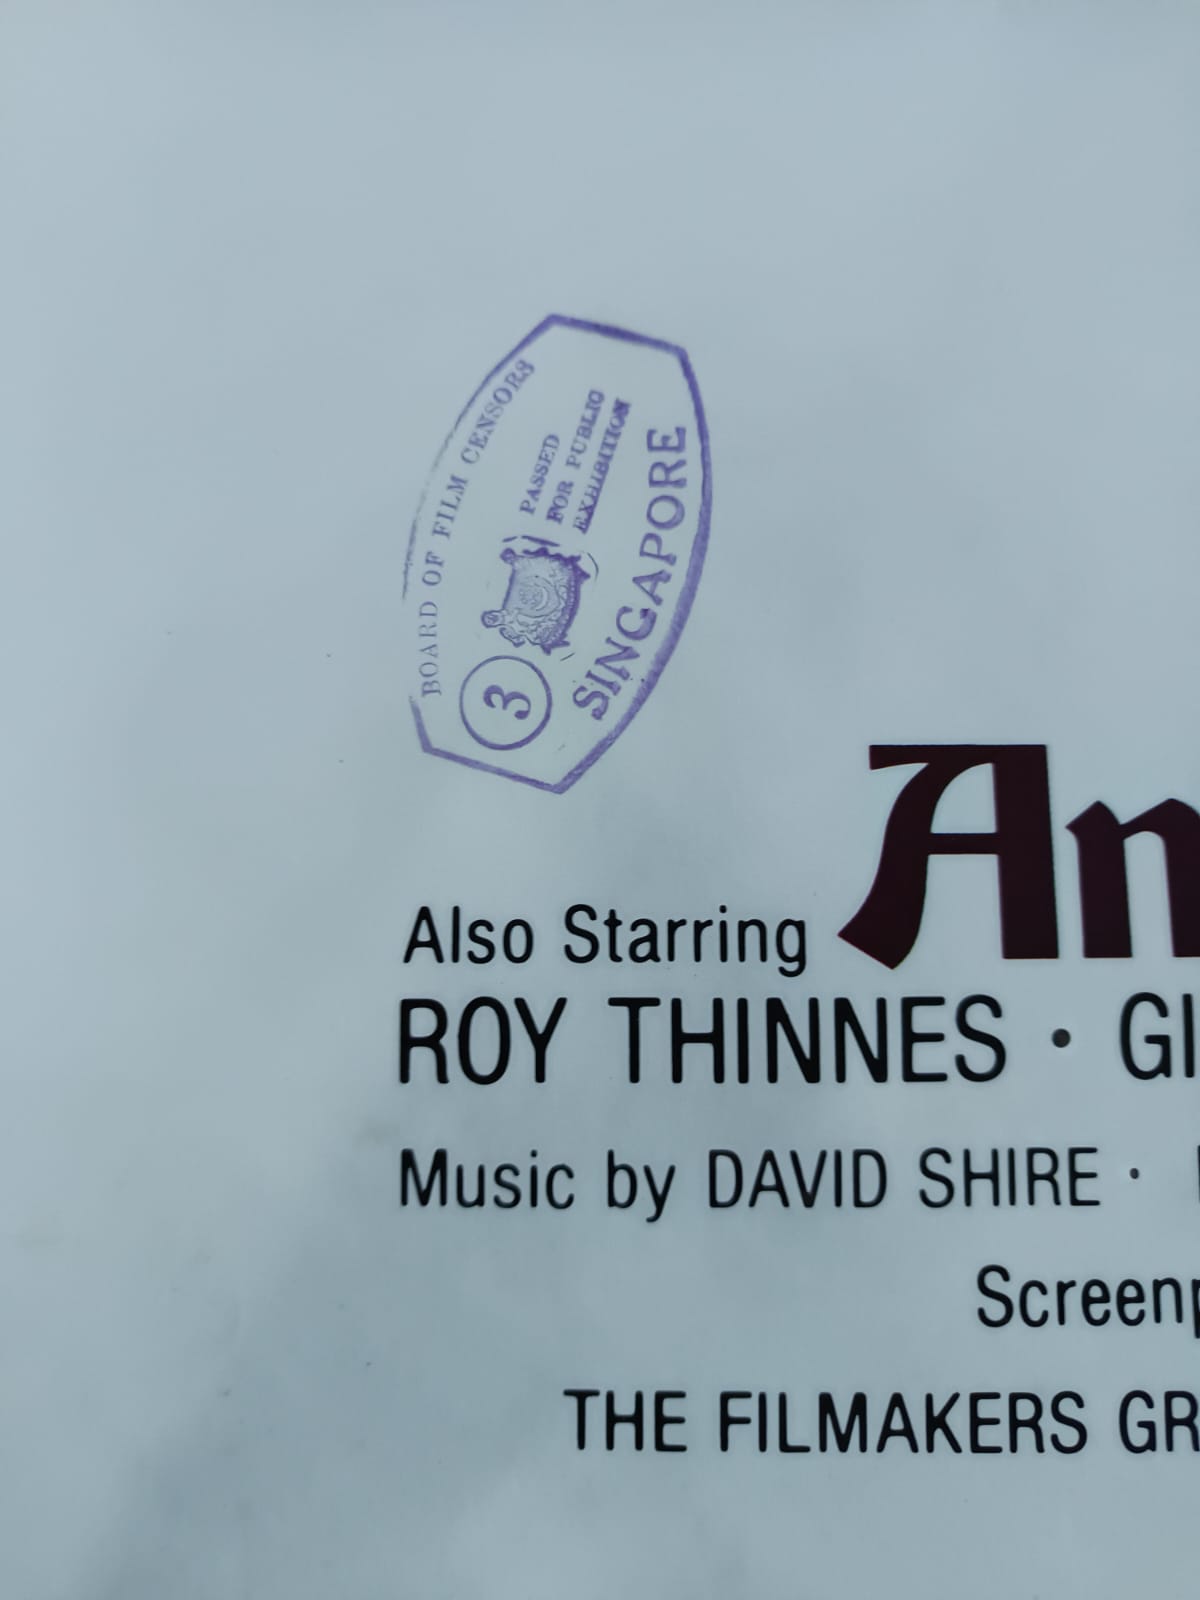 BOARD OF FILM CENSORS
PASSED
FOR PUBLIC
EXHIBITION
3
SINGAPORE
An
Also Starring
ROY THINNES · GI
Music by DAVID SHIRE ·
Screenp
THE FILMAKERS GR